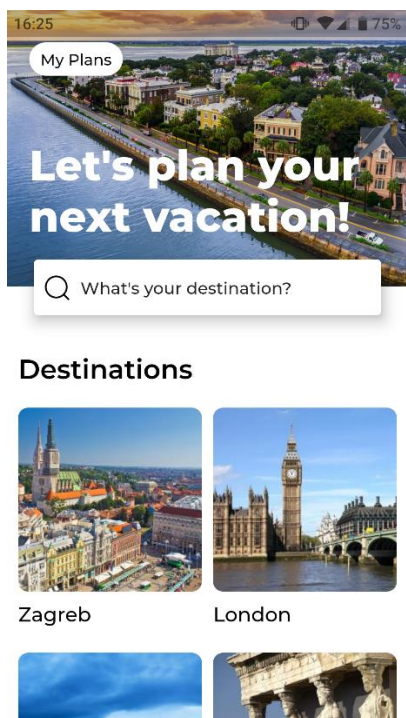 16:25
75%
My Plans
Let's plan your
next vacation!
What's your destination?
Destinations
Zagreb
London